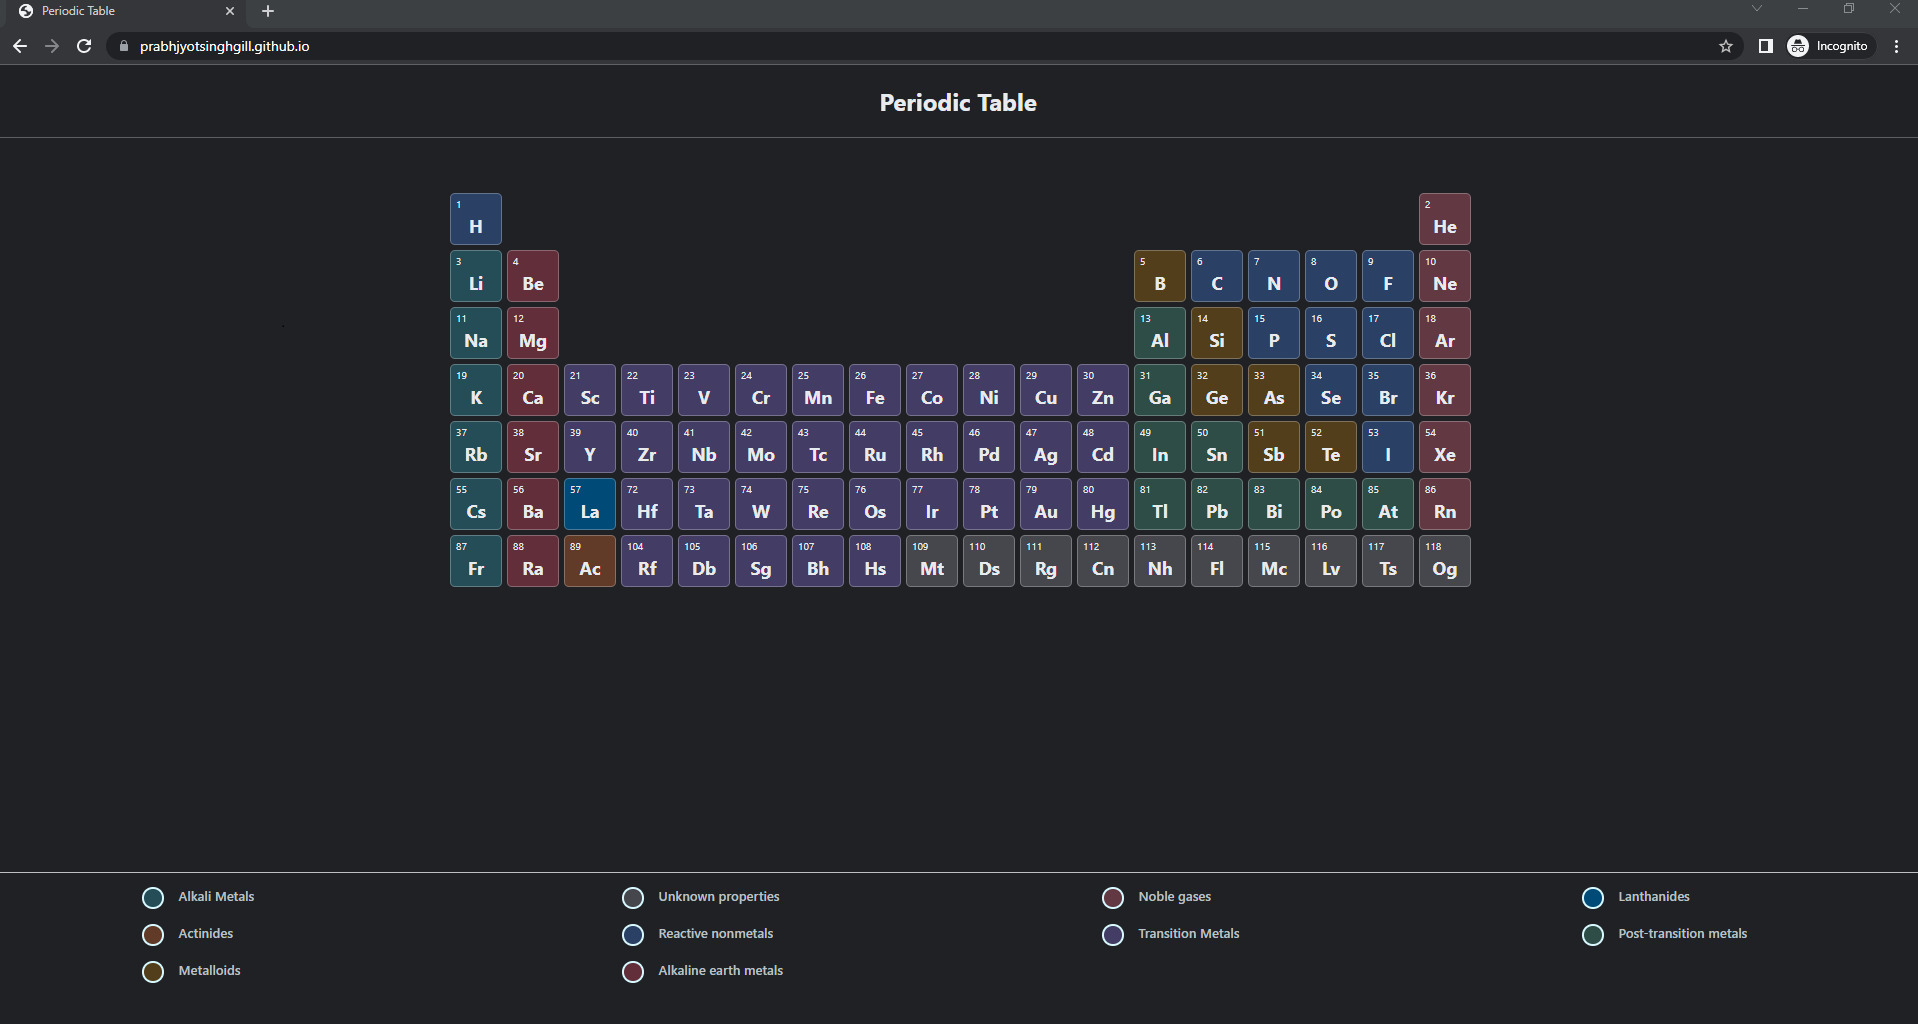 Periodic Table
prabhjyotsinghgill.github.io
Incognito
Periodic Table
1 2
H He
3 4 5 6 7 8 9 10
Li Be B C N O F Ne
11 12 13 14 15 16 17 18
Na Mg Al Si P S Cl Ar
19 20 21 22 23 24 25 26 27 28 29 30 31 32 33 34 35 36
K Ca Sc Ti V Cr Mn Fe Co Ni Cu Zn Ga Ge As Se Br Kr
37 38 39 40 41 42 43 44 45 46 47 48 49 50 51 52 53 54
Rb Sr Y Zr Nb Mo Tc Ru Rh Pd Ag Cd In Sn Sb Te I Xe
55 56 57 72 73 74 75 76 77 78 79 80 81 82 83 84 85 86
Cs Ba La Hf Ta W Re Os Ir Pt Au Hg Tl Pb Bi Po At Rn
87 88 89 104 105 106 107 108 109 110 111 112 113 114 115 116 117 118
Fr Ra Ac Rf Db Sg Bh Hs Mt Ds Rg Cn Nh Fl Mc Lv Ts Og
Alkali Metals Unknown properties Noble gases Lanthanides
Actinides Reactive nonmetals Transition Metals Post-transition metals
Metalloids Alkaline earth metals